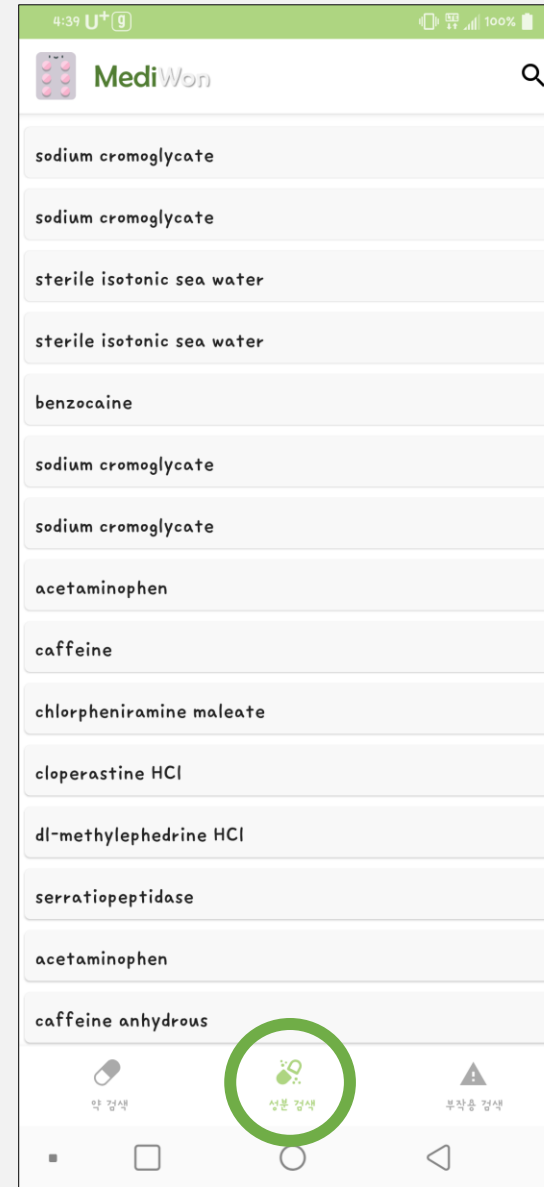 4:39 U+ g 100%
MediWon
sodium cromoglycate
sodium cromoglycate
sterile isotonic sea water
sterile isotonic sea water
benzocaine
sodium cromoglycate
sodium cromoglycate
acetaminophen
caffeine
chlorpheniramine maleate
cloperastine HCl
dl-methylephedrine HCl
serratiopeptidase
acetaminophen
caffeine anhydrous
약 검색 성분 검색 부작용 검색